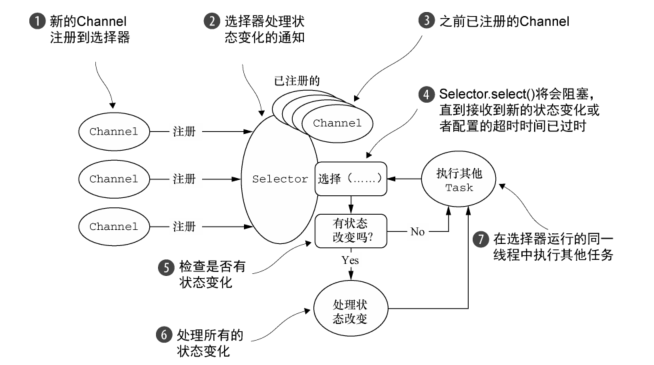 1 新的Channel
注册到选择器
2 选择器处理状
态变化的通知
3 之前已注册的Channel
已注册的
Channel
4 Selector.select()将会阻塞，
直到接收到新的状态变化或
者配置的超时时间已过时
Channel
注册
Channel
注册
Channel
注册
Selector
选择（……）
执行其他
Task
有状态
改变吗？
No
Yes
5 检查是否有
状态变化
7 在选择器运行的同一
线程中执行其他任务
处理状
态改变
6 处理所有的
状态变化